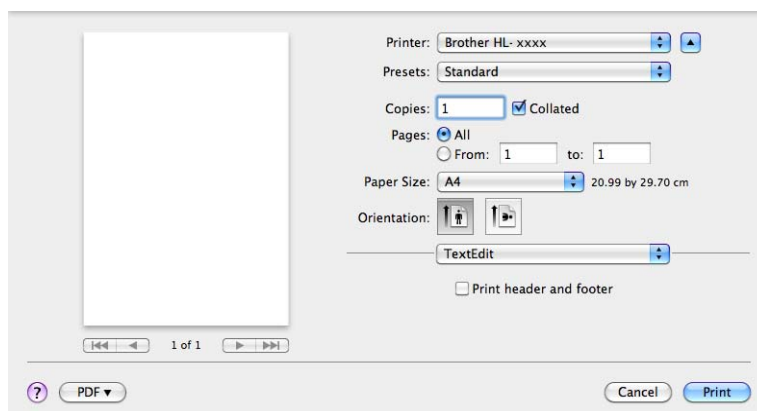 Printer: Brother HL- xxxx
Presets: Standard
Copies: 1 Collated
Pages: All
From: 1 to: 1
Paper Size: A4 20.99 by 29.70 cm
Orientation:
TextEdit
Print header and footer
1 of 1
? PDF▼ Cancel Print